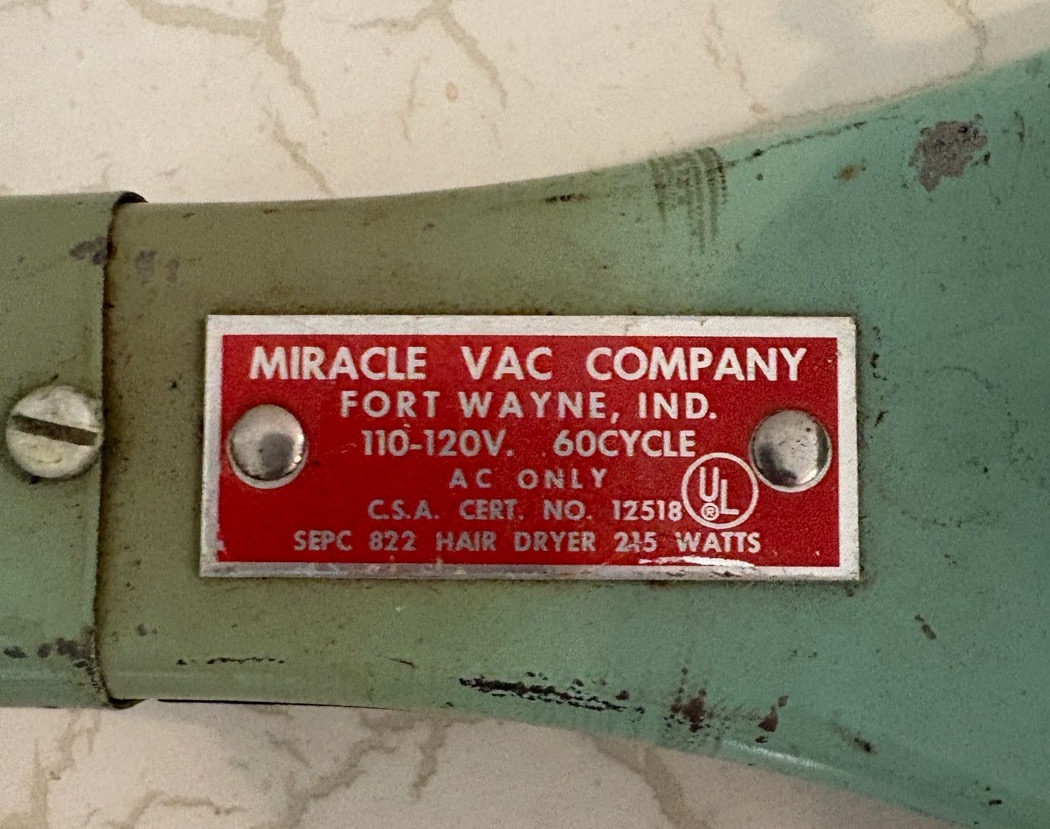 MIRACLE VAC COMPANY
FORT WAYNE, IND.
110-120V. 60CYCLE
AC ONLY
UL
®
C.S.A. CERT. NO. 12518
SEPC 822 HAIR DRYER 215 WATTS